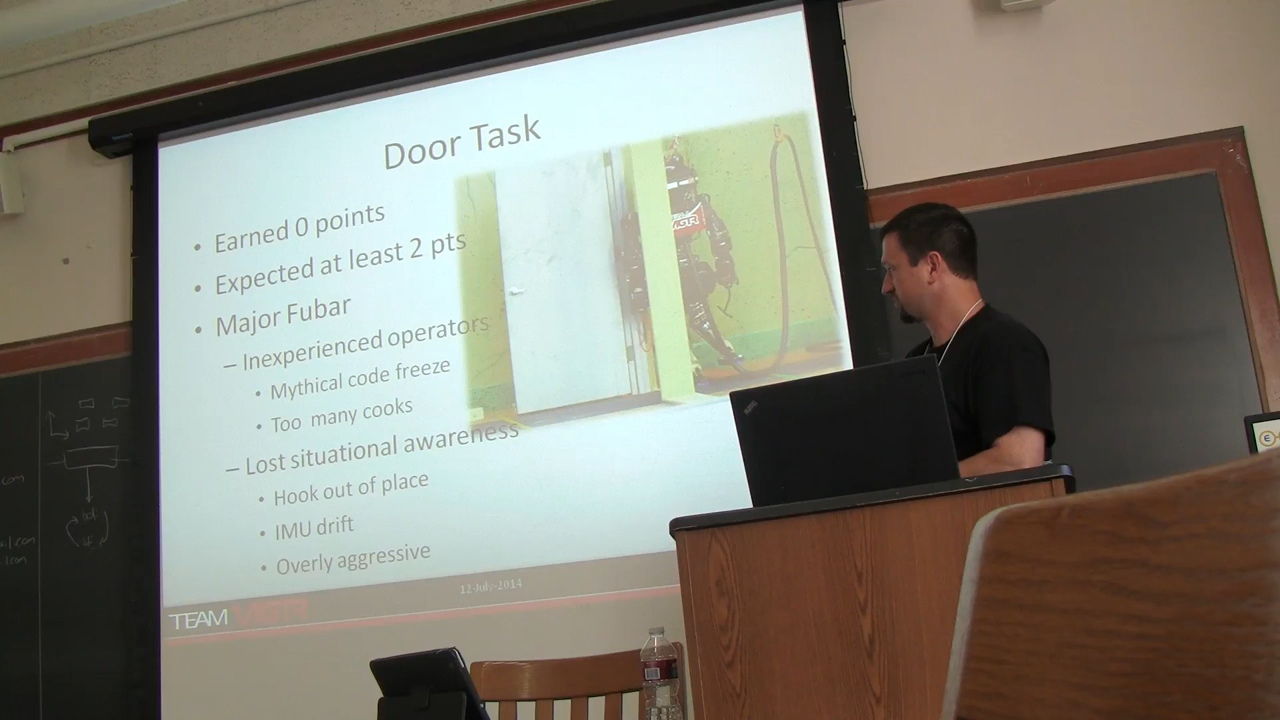 Door Task
• Earned 0 points
• Expected at least 2 pts
• Major Fubar
– Inexperienced operators
• Mythical code freeze
• Too many cooks
– Lost situational awareness
• Hook out of place
• IMU drift
• Overly aggressive
12-July-2014
TEAM